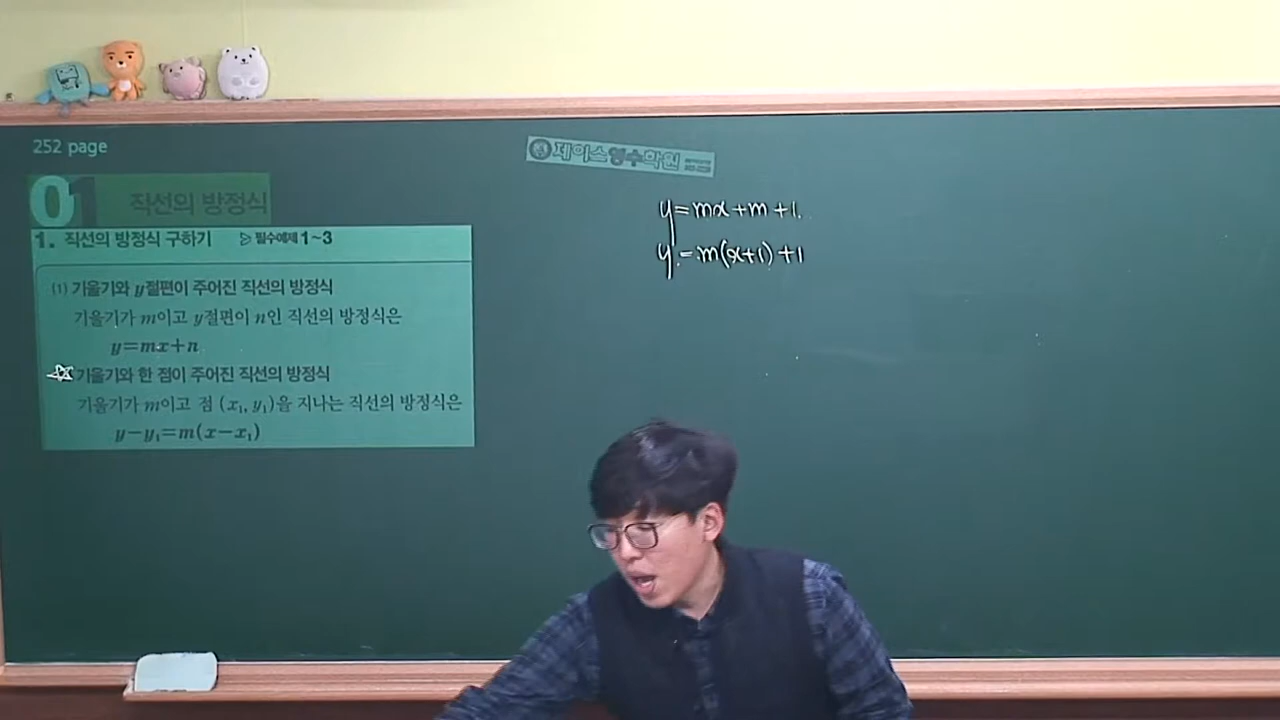 252 page
제이스영수학원
01 직선의 방정식
1. 직선의 방정식 구하기 ▷ 필수예제 1~3
(1) 기울기와 y절편이 주어진 직선의 방정식
기울기가 m이고 y절편이 n인 직선의 방정식은
y=mx+n
기울기와 한 점이 주어진 직선의 방정식
기울기가 m이고 점 (x₁, y₁)을 지나는 직선의 방정식은
y-y₁=m(x-x₁)
y=mx+m+1.
y=m(x+1)+1